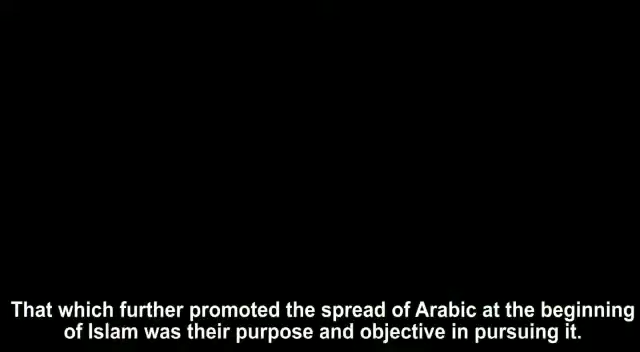 That which further promoted the spread of Arabic at the beginning
of Islam was their purpose and objective in pursuing it.